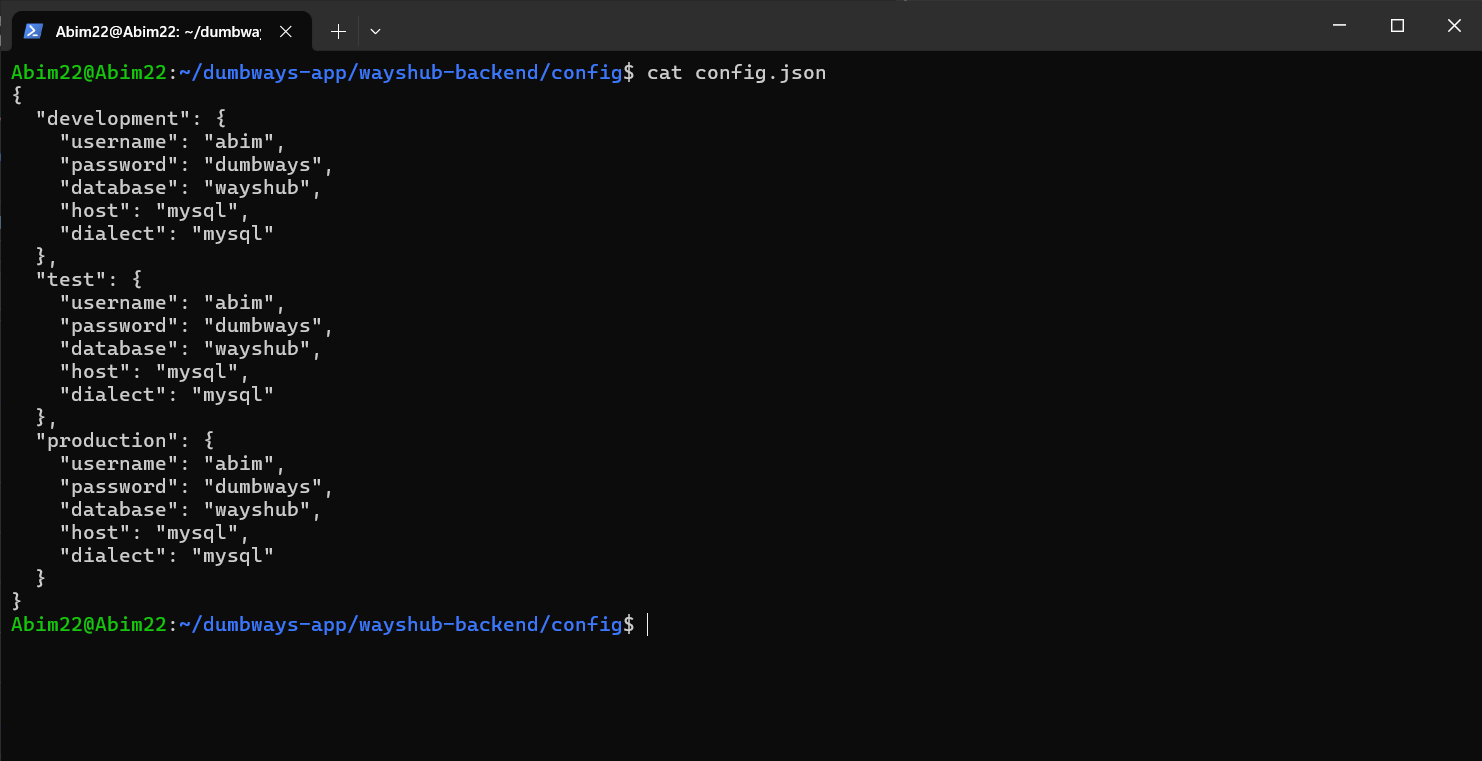 Abim22@Abim22: ~/dumbwa
Abim22@Abim22:~/dumbways-app/wayshub-backend/config$ cat config.json
{
  "development": {
    "username": "abim",
    "password": "dumbways",
    "database": "wayshub",
    "host": "mysql",
    "dialect": "mysql"
  },
  "test": {
    "username": "abim",
    "password": "dumbways",
    "database": "wayshub",
    "host": "mysql",
    "dialect": "mysql"
  },
  "production": {
    "username": "abim",
    "password": "dumbways",
    "database": "wayshub",
    "host": "mysql",
    "dialect": "mysql"
  }
}
Abim22@Abim22:~/dumbways-app/wayshub-backend/config$